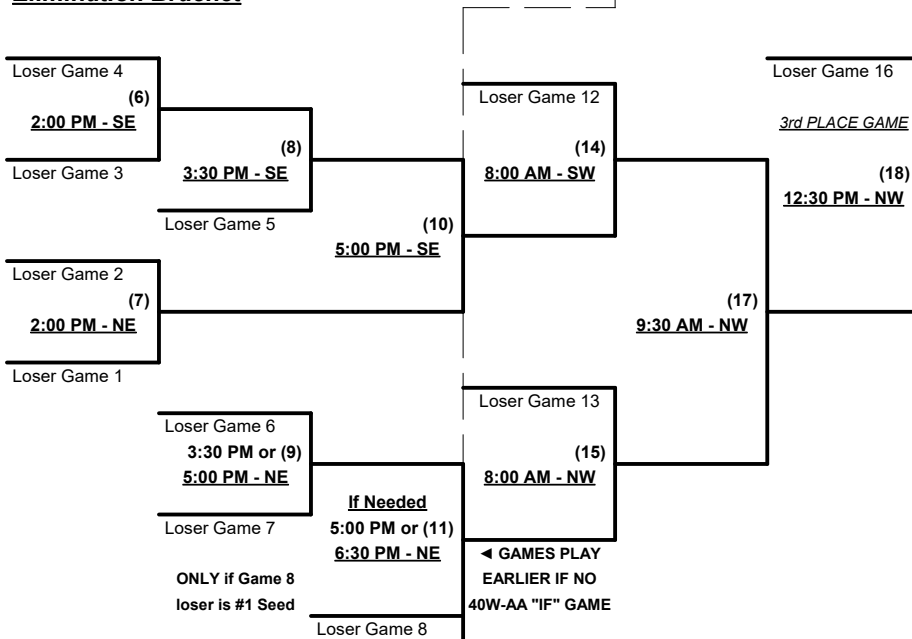 Elimination Bracket
Loser Game 4
(6)
2:00 PM - SE
Loser Game 3
(8)
3:30 PM - SE
Loser Game 5
(10)
5:00 PM - SE
Loser Game 2
(7)
2:00 PM - NE
Loser Game 1
Loser Game 12
(14)
8:00 AM - SW
Loser Game 16
3rd PLACE GAME
(18)
12:30 PM - NW
(17)
9:30 AM - NW
Loser Game 6
3:30 PM or (9)
5:00 PM - NE
Loser Game 7
If Needed
5:00 PM or (11)
6:30 PM - NE
ONLY if Game 8
loser is #1 Seed
Loser Game 8
Loser Game 13
(15)
8:00 AM - NW
◄ GAMES PLAY
EARLIER IF NO
40W-AA "IF" GAME